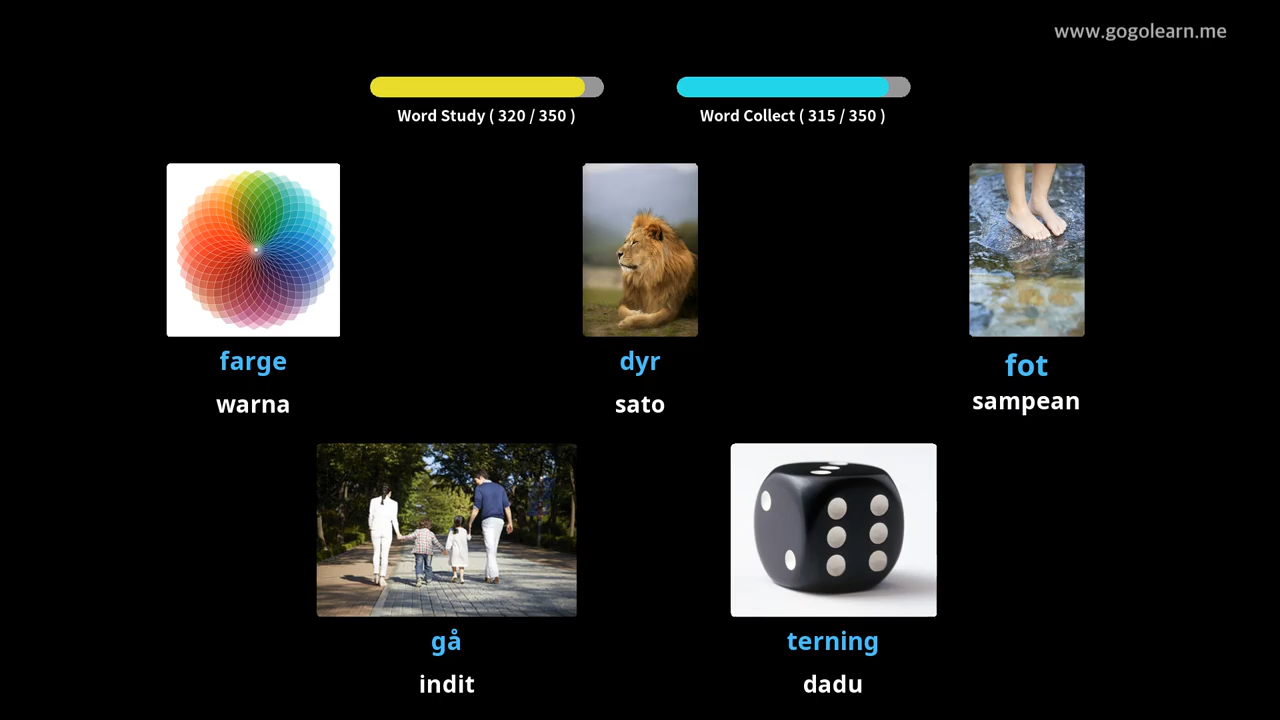 www.gogolearn.me
Word Study ( 320 / 350 )
Word Collect ( 315 / 350 )
farge
warna
dyr
sato
fot
sampean
gå
indit
terning
dadu